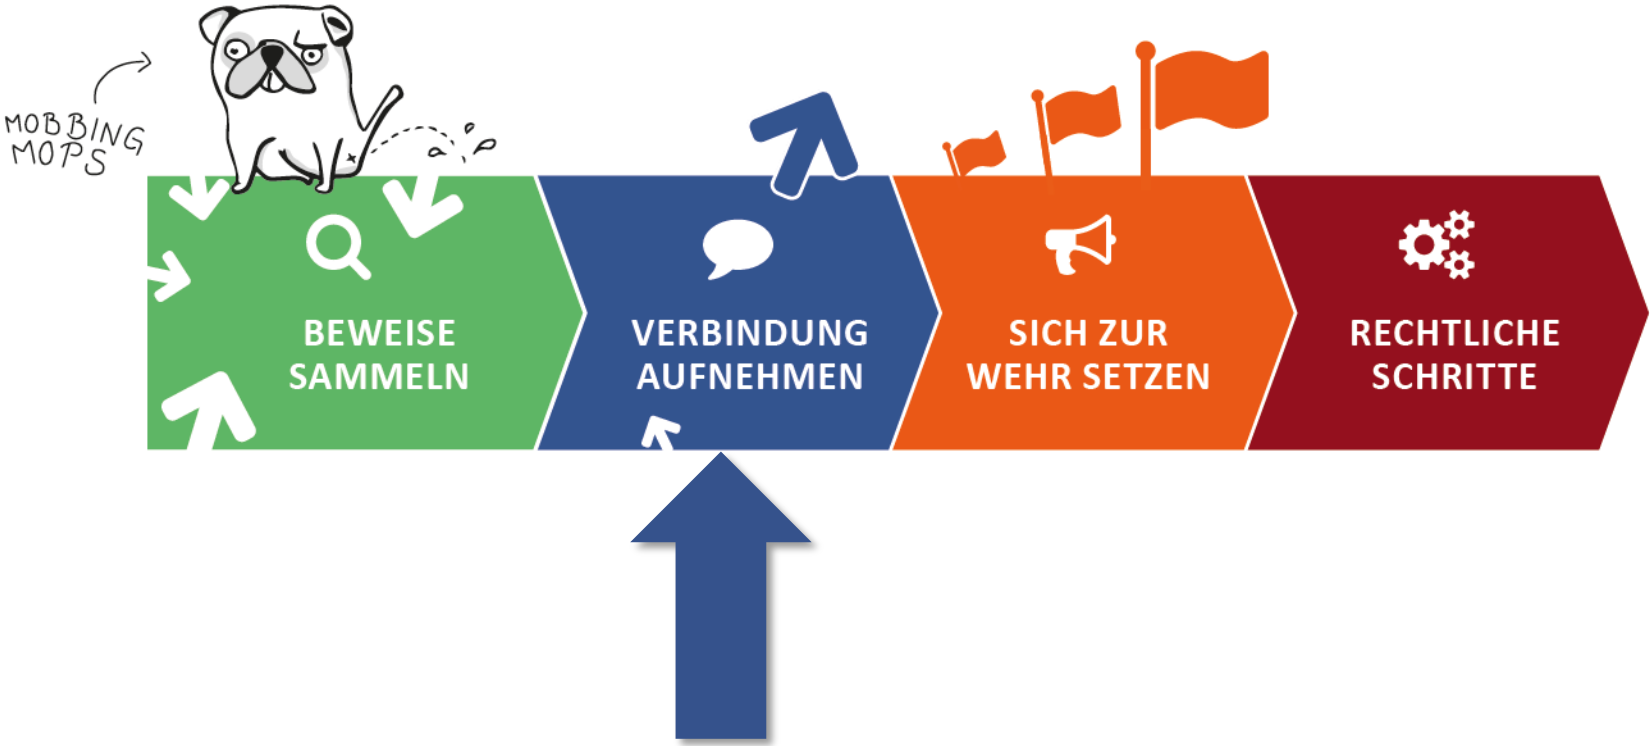 MOBBING
MOPS
BEWEISE
SAMMELN
VERBINDUNG
AUFNEHMEN
SICH ZUR
WEHR SETZEN
RECHTLICHE
SCHRITTE